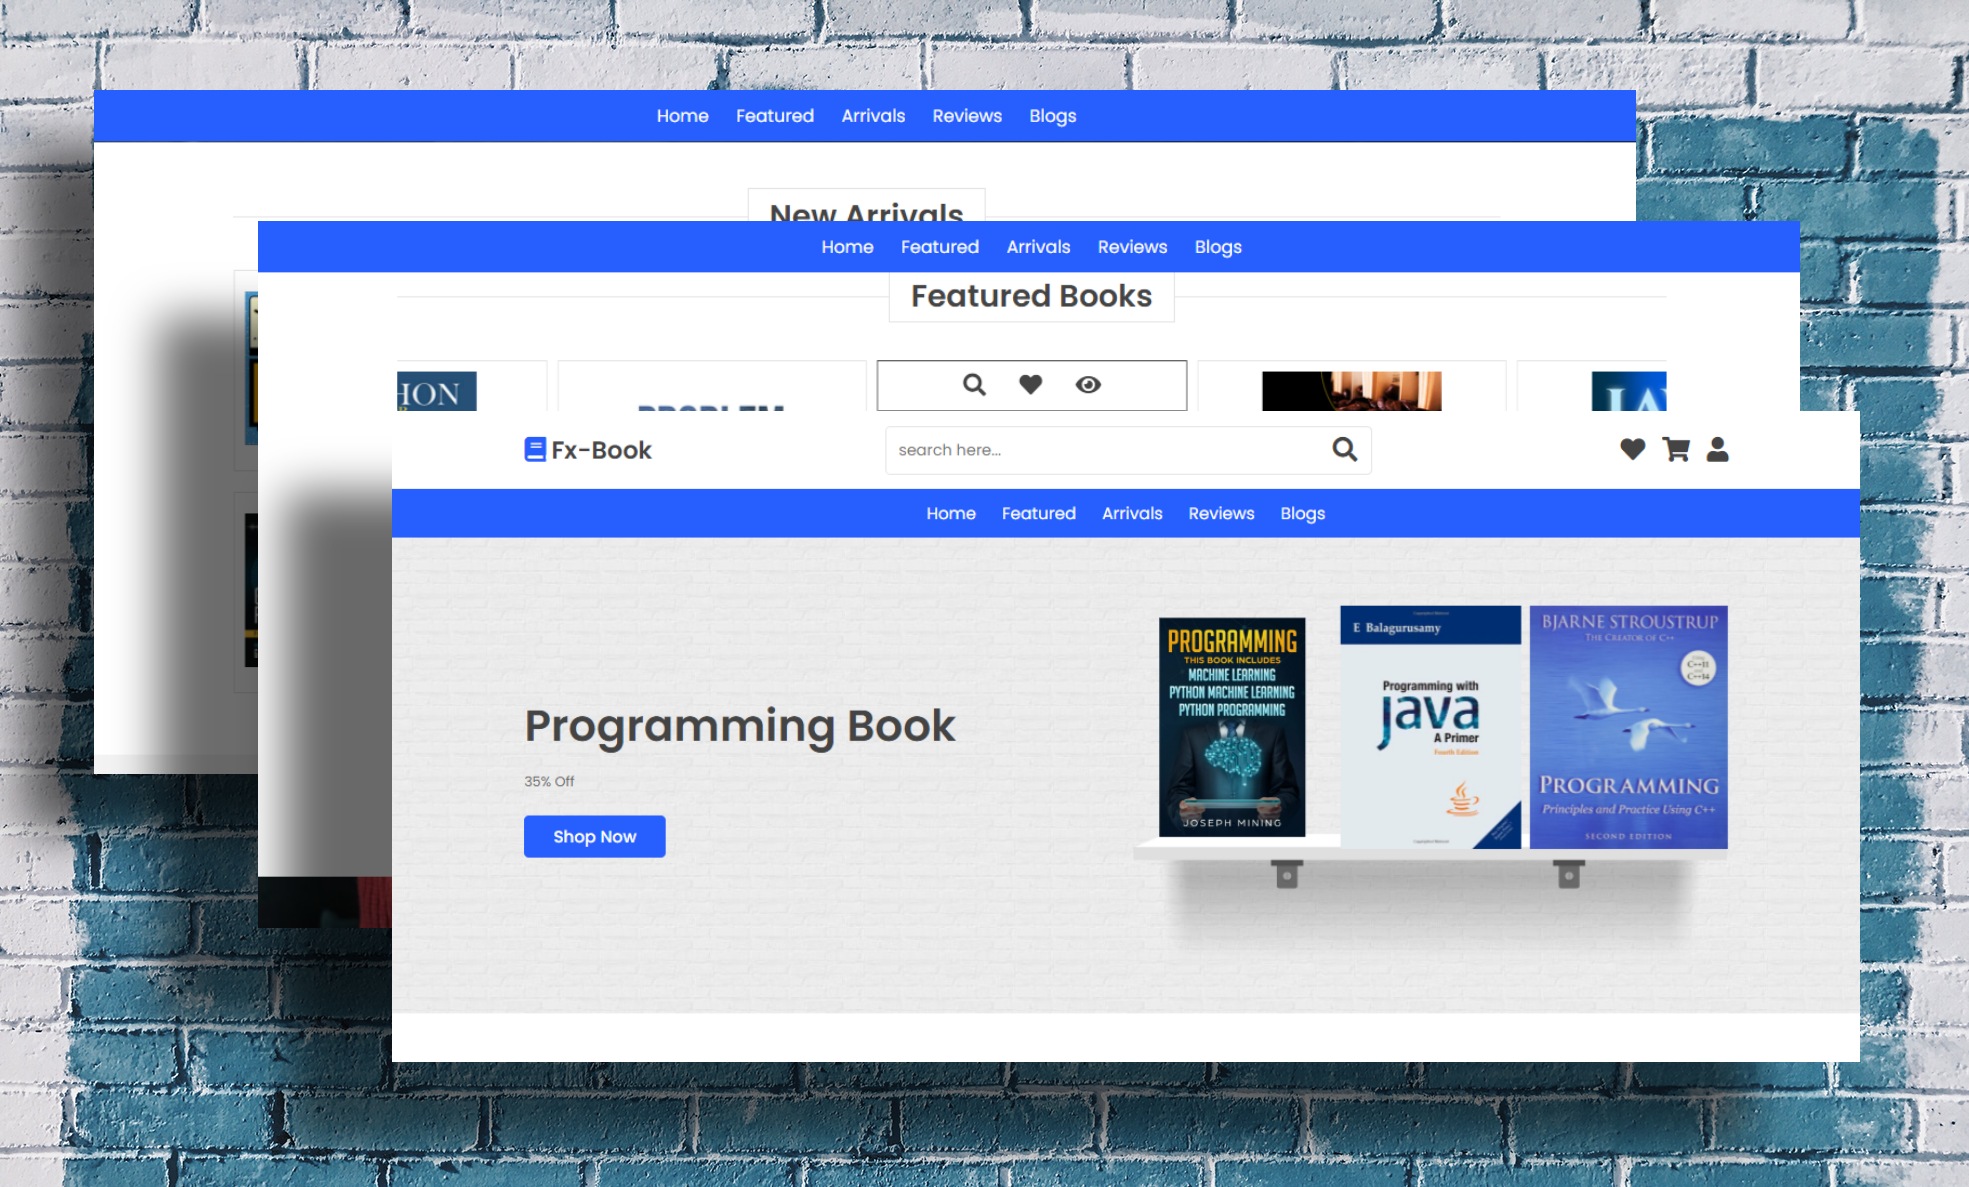 Home Featured Arrivals Reviews Blogs
New Arrivals
Home Featured Arrivals Reviews Blogs
Featured Books
HON
PROBLEM
JA
Fx-Book
search here...
Home Featured Arrivals Reviews Blogs
Programming Book
35% Off
Shop Now
PROGRAMMING
THIS BOOK INCLUDES
MACHINE LEARNING
PYTHON MACHINE LEARNING
PYTHON PROGRAMMING
JOSEPH MINING
E Balagurusamy
Programming with
java
A Primer
Fourth Edition
BJARNE STROUSTRUP
THE CREATOR OF C++
C++11
C++14
PROGRAMMING
Principles and Practice Using C++
SECOND EDITION